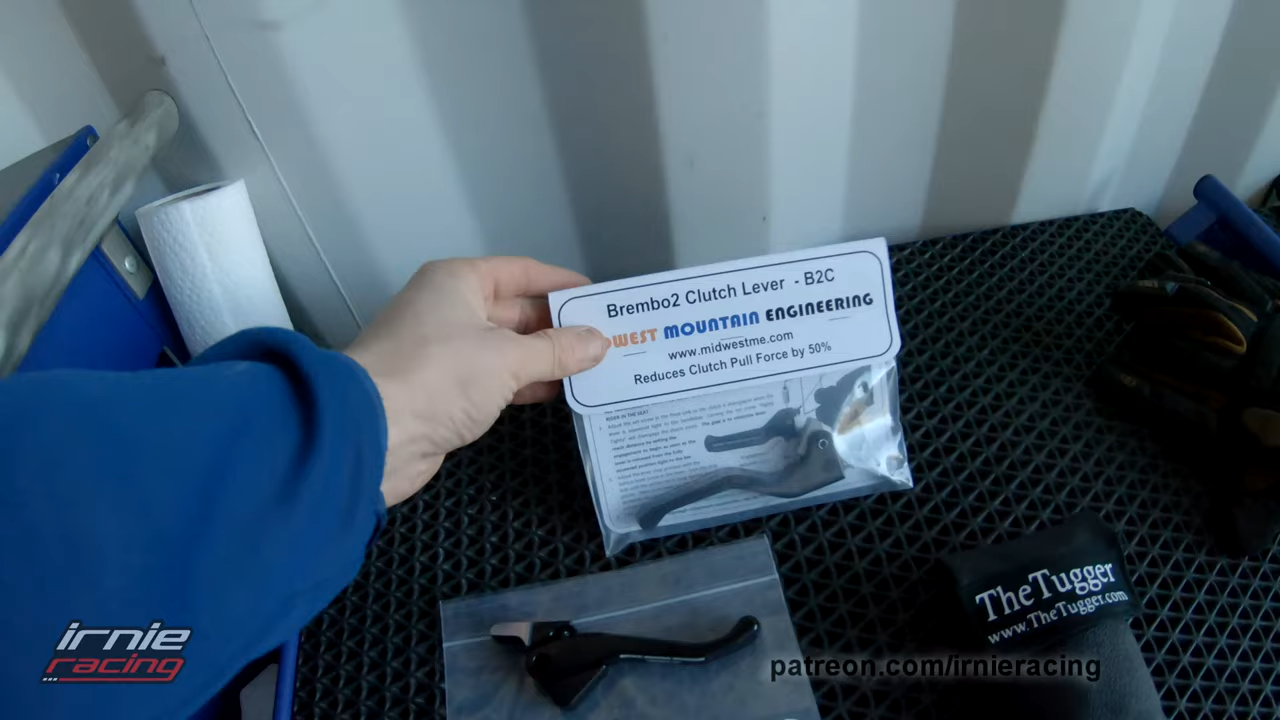 Brembo2 Clutch Lever - B2C
WEST MOUNTAIN ENGINEERING
www.midwestme.com
Reduces Clutch Pull Force by 50%
TheTugger
www.TheTugger.com
irnie
racing
patreon.com/irnieracing